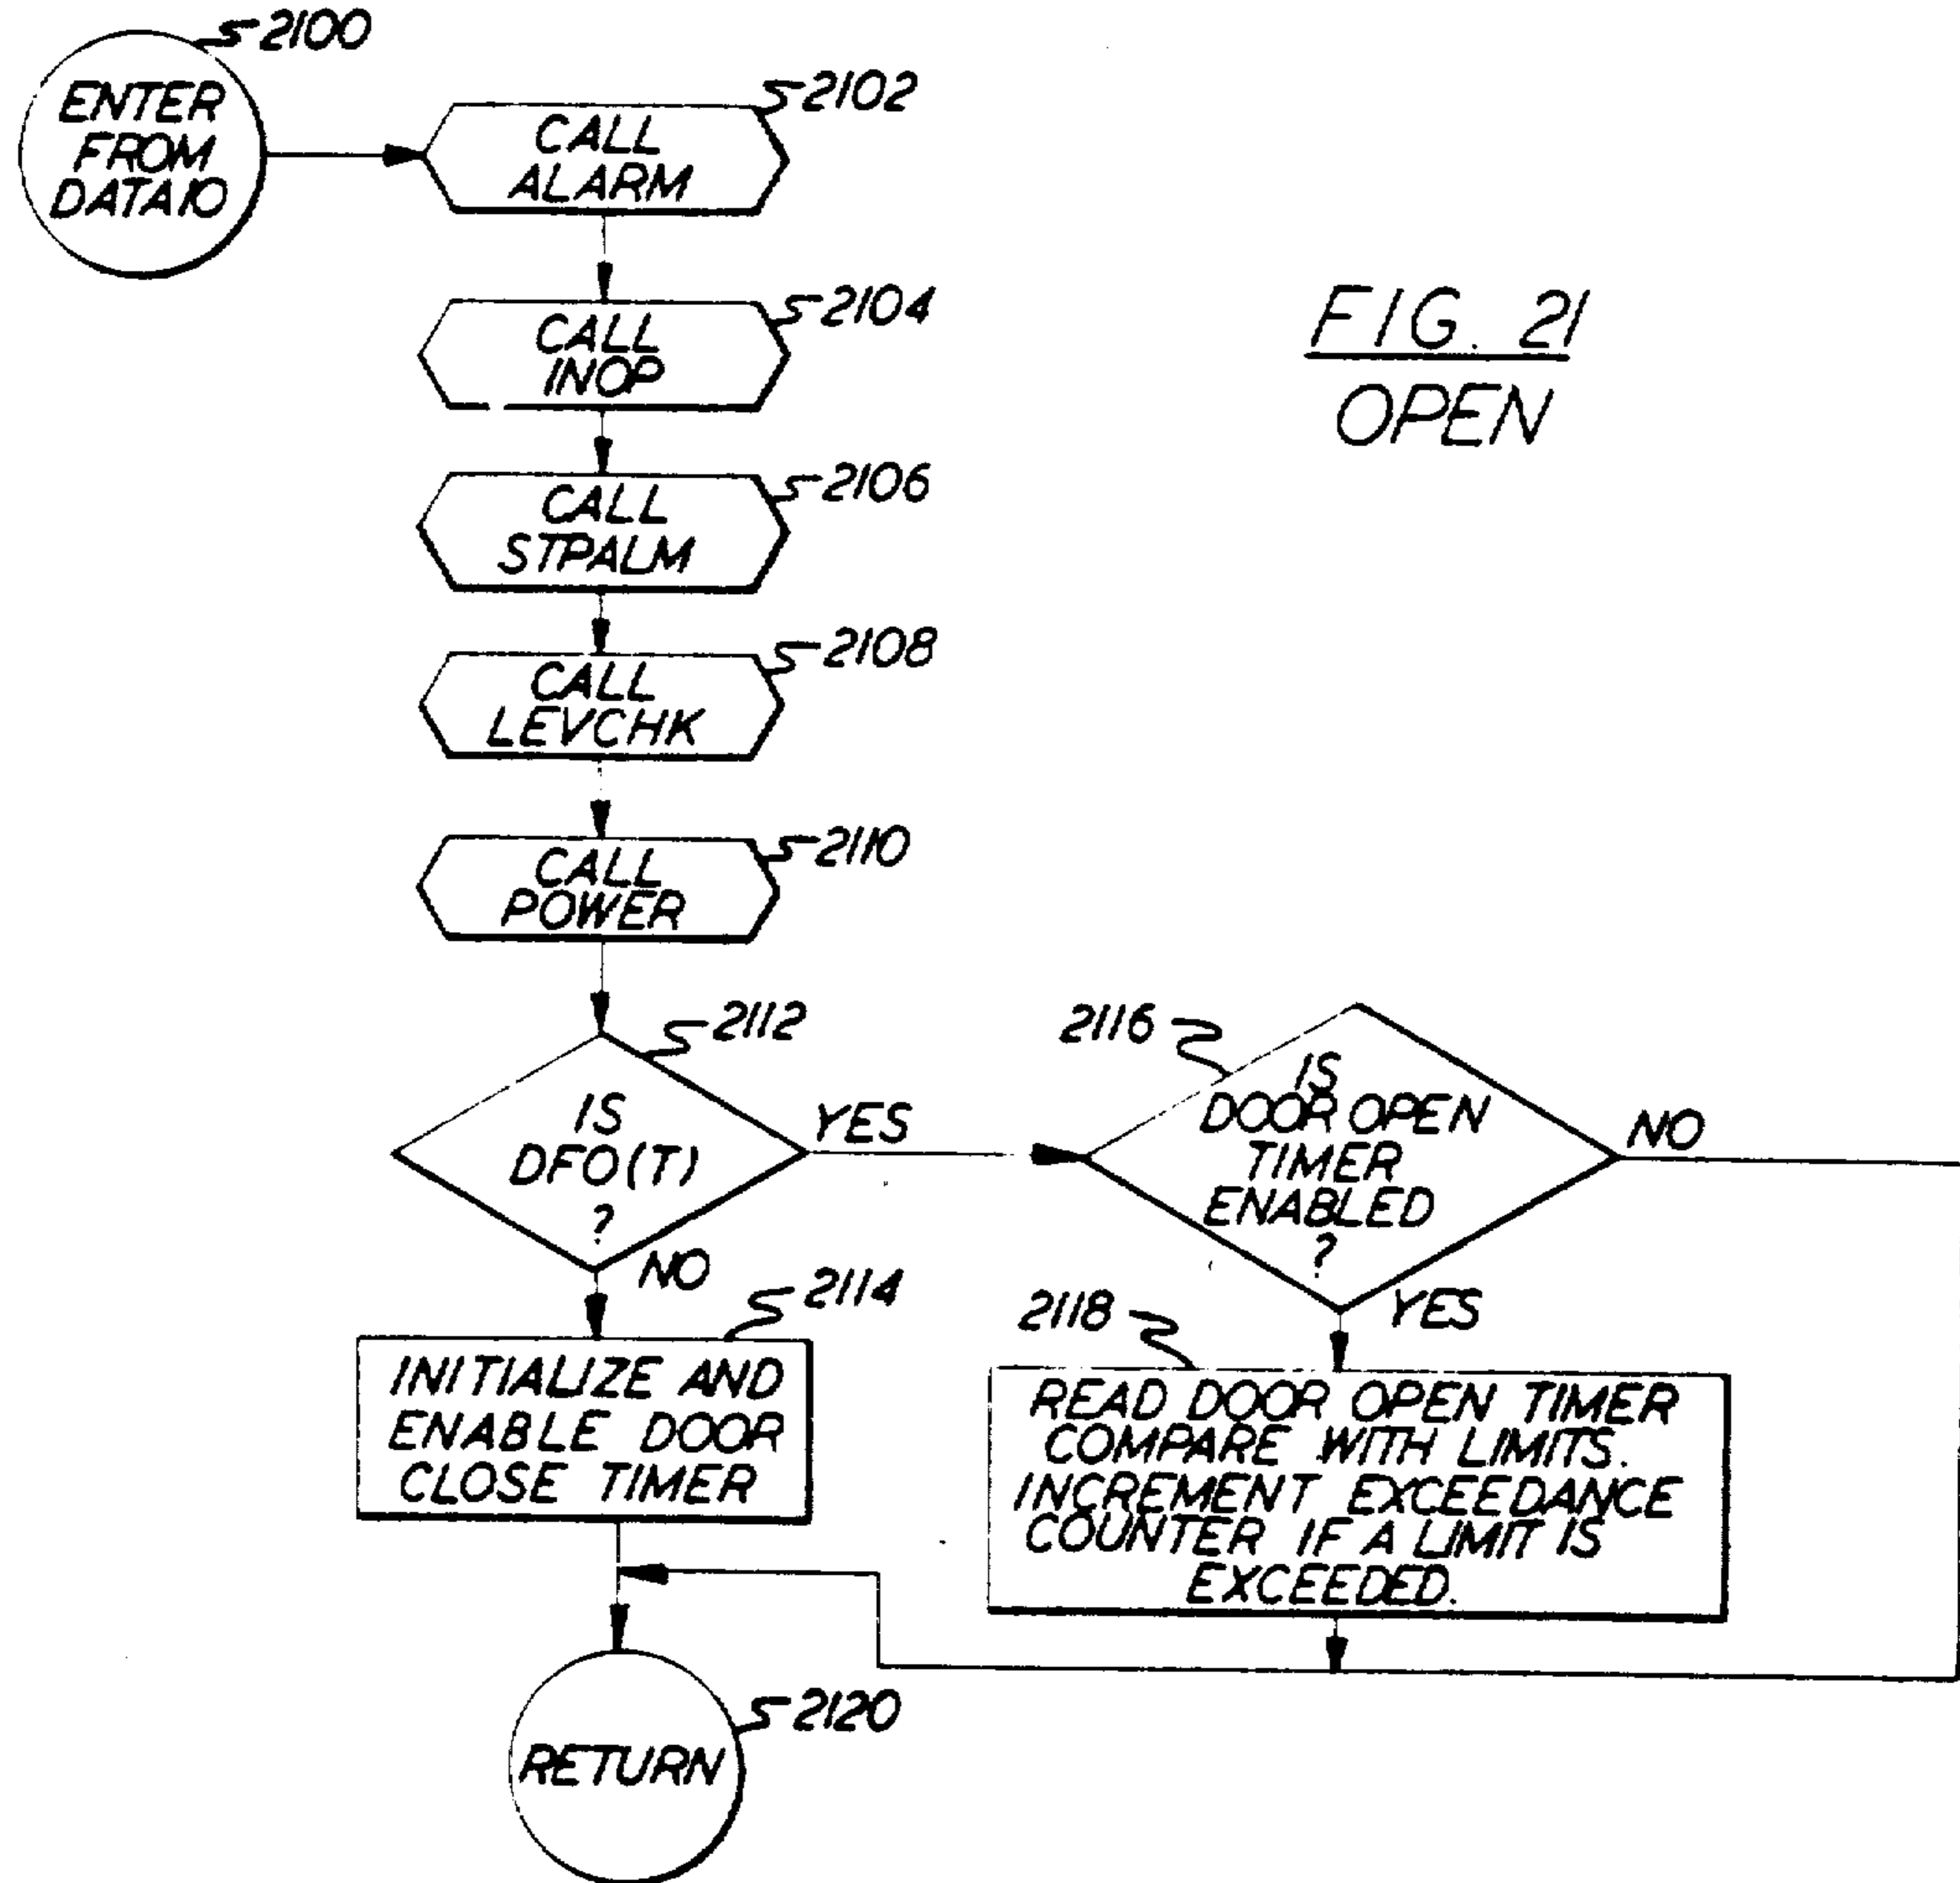 2100
ENTER
FROM
DATAIO
2102
CALL
ALARM
2104
CALL
INOP
FIG. 21
OPEN
2106
CALL
STPALM
2108
CALL
LEVCHK
2110
CALL
POWER
2112
IS
DFO(T)
?
YES
NO
2116
IS
DOOR OPEN
TIMER
ENABLED
?
NO
YES
2114
INITIALIZE AND
ENABLE DOOR
CLOSE TIMER
2118
READ DOOR OPEN TIMER
COMPARE WITH LIMITS.
INCREMENT EXCEEDANCE
COUNTER IF A LIMIT IS
EXCEEDED.
2120
RETURN